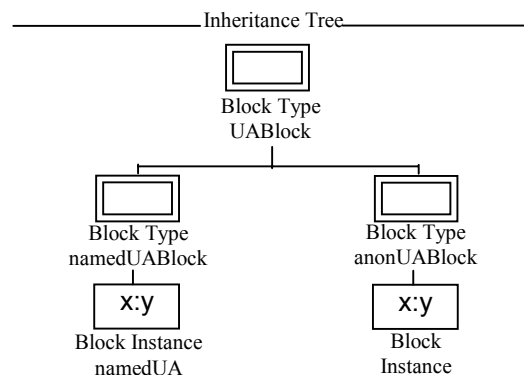 Inheritance Tree
Block Type
UABlock
Block Type
namedUABlock
Block Type
anonUABlock
x:y
x:y
Block Instance
namedUA
Block
Instance